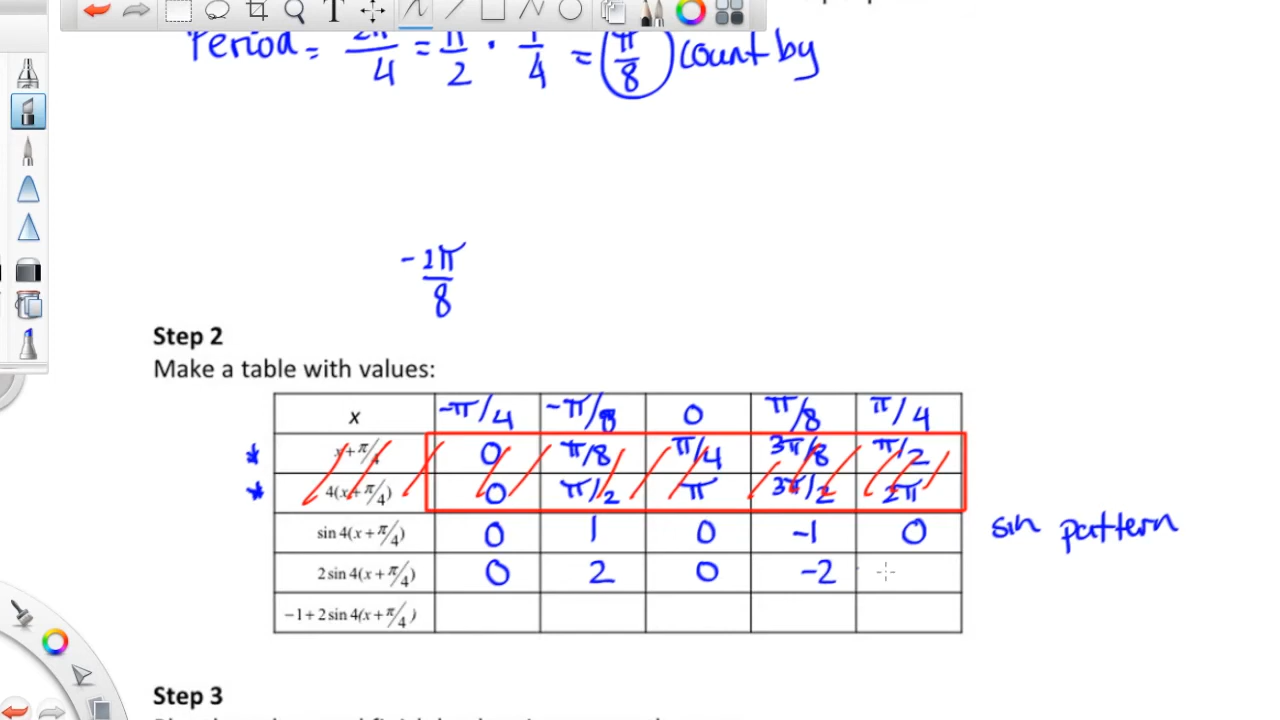 Period = 2π/4 = π/2 · 1/4 = π/8 count by
-2π/8
Step 2
Make a table with values:
x -π/4 -π/8 0 π/8 π/4
* x+π/4 0 π/8 π/4 3π/8 π/2
* 4(x+π/4) 0 π/2 π 3π/2 2π
sin 4(x+π/4) 0 1 0 -1 0 sin pattern
2 sin 4(x+π/4) 0 2 0 -2
-1+2 sin 4(x+π/4)
Step 3